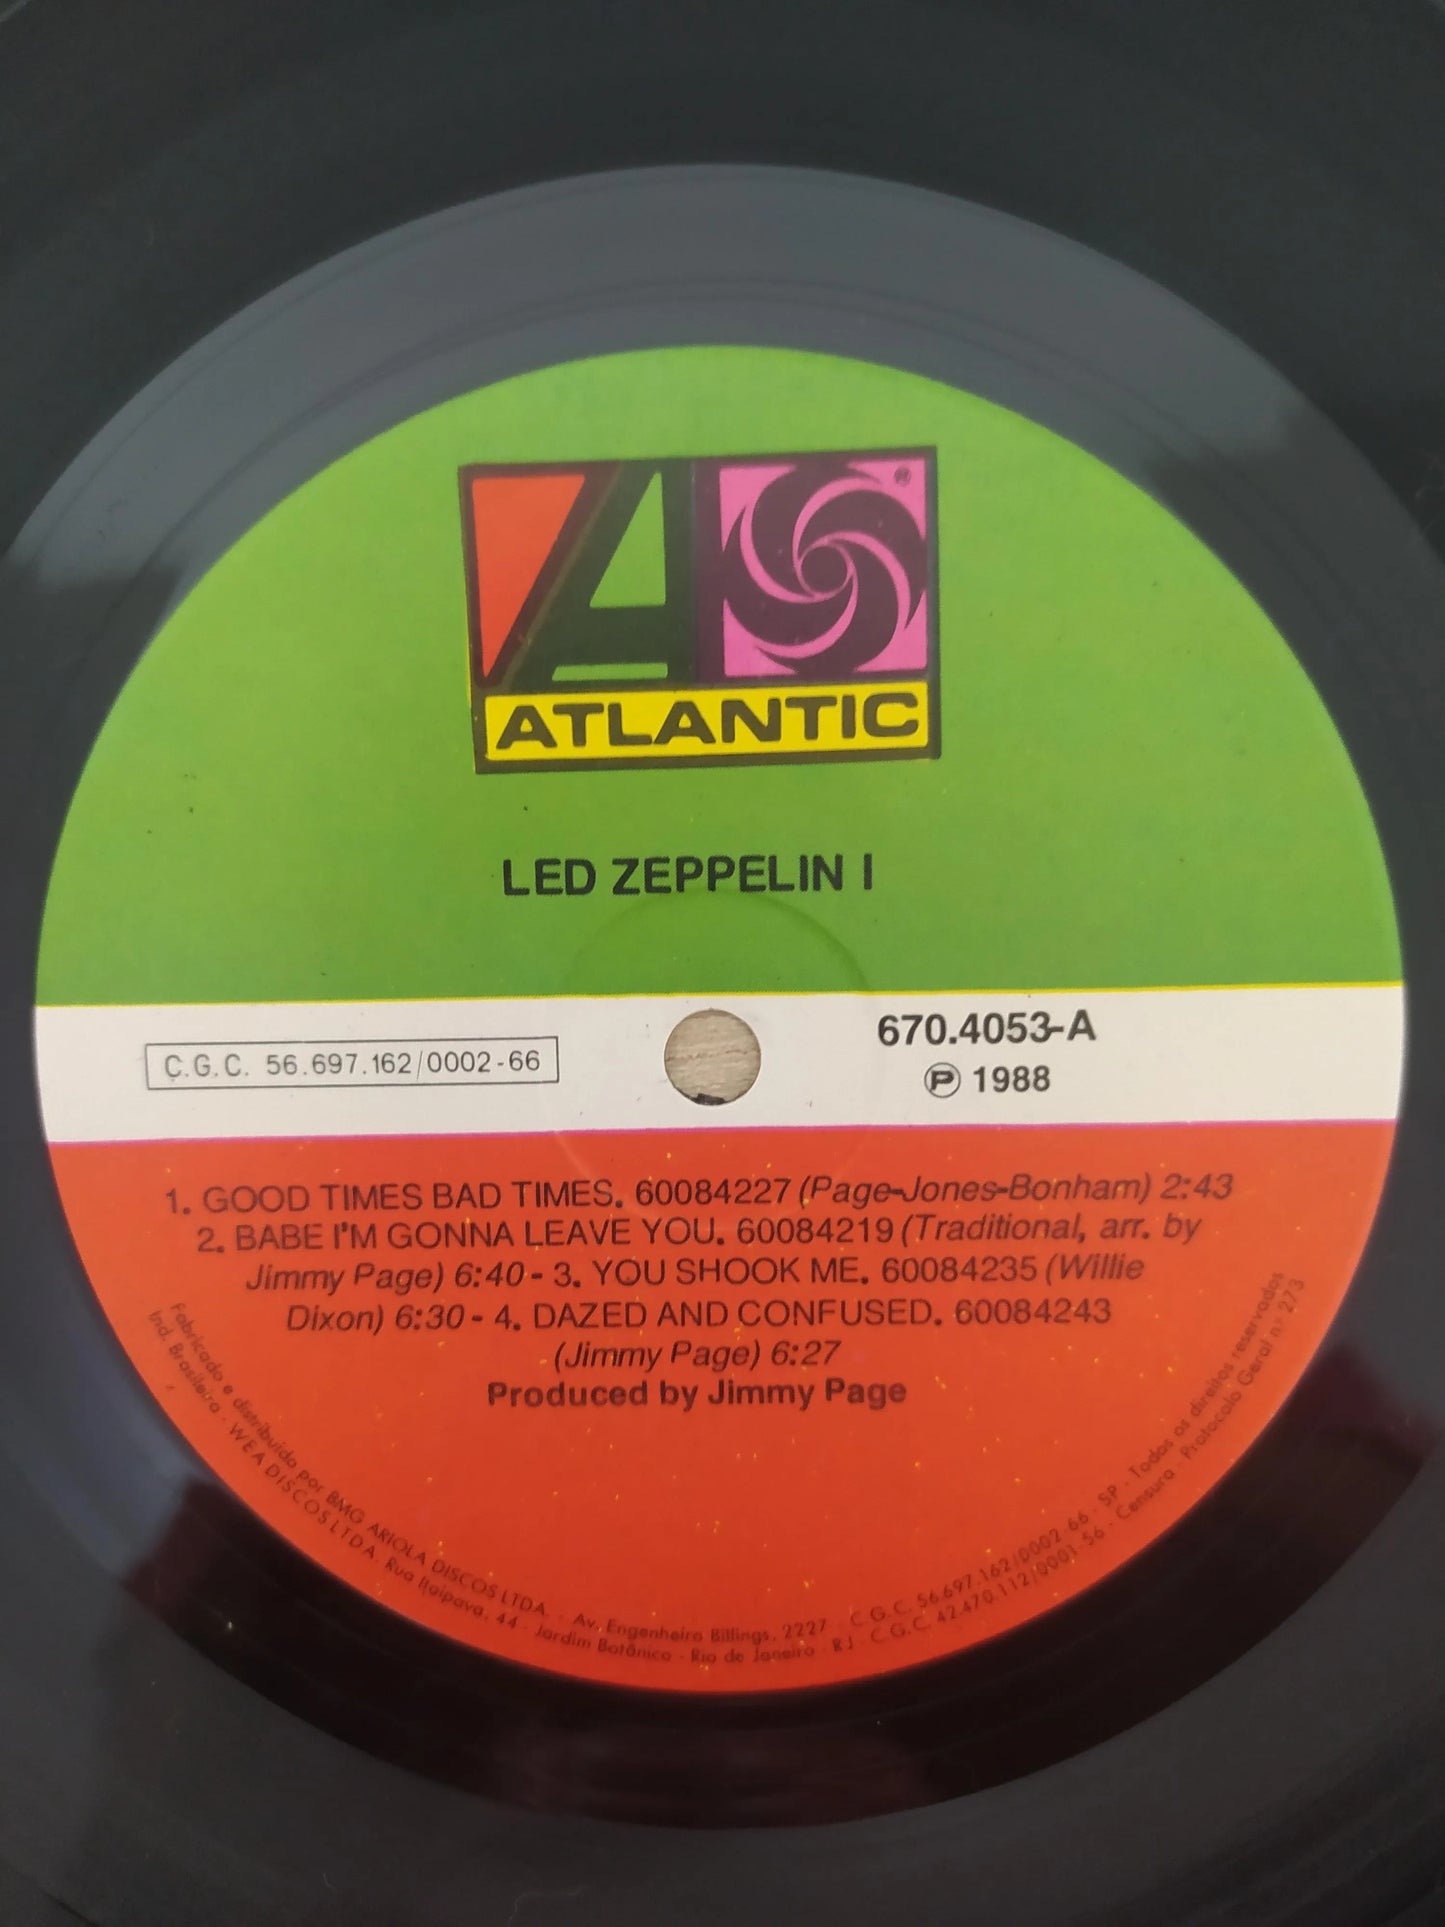 ®
ATLANTIC
LED ZEPPELIN I
C.G.C. 56.697.162/0002-66
670.4053-A
Ⓟ 1988
1. GOOD TIMES BAD TIMES. 60084227 (Page-Jones-Bonham) 2:43
2. BABE I'M GONNA LEAVE YOU. 60084219 (Traditional, arr. by
Jimmy Page) 6:40 - 3. YOU SHOOK ME. 60084235 (Willie
Dixon) 6:30 - 4. DAZED AND CONFUSED. 60084243
(Jimmy Page) 6:27
Produced by Jimmy Page
Fabricado e distribuido por BMG ARIOLA DISCOS LTDA. - Av. Engenheiro Billings, 2227 - C.G.C. 56.697.162/0002-66 - SP - Todos os direitos reservados
Ind. Brasileira - WEA DISCOS LTDA. Rua Itaipava, 44 - Jardim Botânico - Rio de Janeiro - RJ - C.G.C. 42.470.112/0001-56 - Censura - Protocolo Geral nº 273